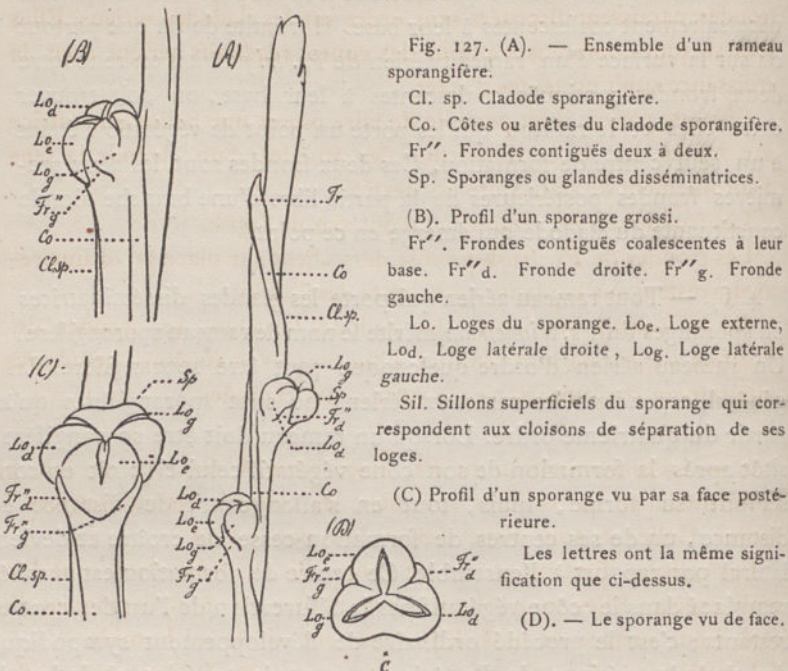 Fig. 127. (A). — Ensemble d'un rameau
sporangifère.
Cl. sp. Cladode sporangifère.
Co. Côtes ou arêtes du cladode sporangifère.
Fr″. Frondes contiguës deux à deux.
Sp. Sporanges ou glandes disséminatrices.
(B). Profil d'un sporange grossi.
Fr″. Frondes contiguës coalescentes à leur
base. Fr″d. Fronde droite. Fr″g. Fronde
gauche.
Lo. Loges du sporange. Loe. Loge externe,
Lod. Loge latérale droite, Log. Loge latérale
gauche.
Sil. Sillons superficiels du sporange qui cor-
respondent aux cloisons de séparation de ses
loges.
(C) Profil d'un sporange vu par sa face posté-
rieure.
Les lettres ont la même signi-
fication que ci-dessus.
(D). — Le sporange vu de face.
(B)
Lod
Loe
Log
Fr″g
Co
Cl.sp.
(A)
Fr
Co
Cl.sp.
Log
Sp
Fr″d
Lod
Co
Lod
Loe
Log
Fr″g
(C)
Sp
Log
Lod
Loe
Fr″d
Fr″g
Cl.sp.
Co
(D)
Loe
Fr″g
Fr″d
Log
Lod
C